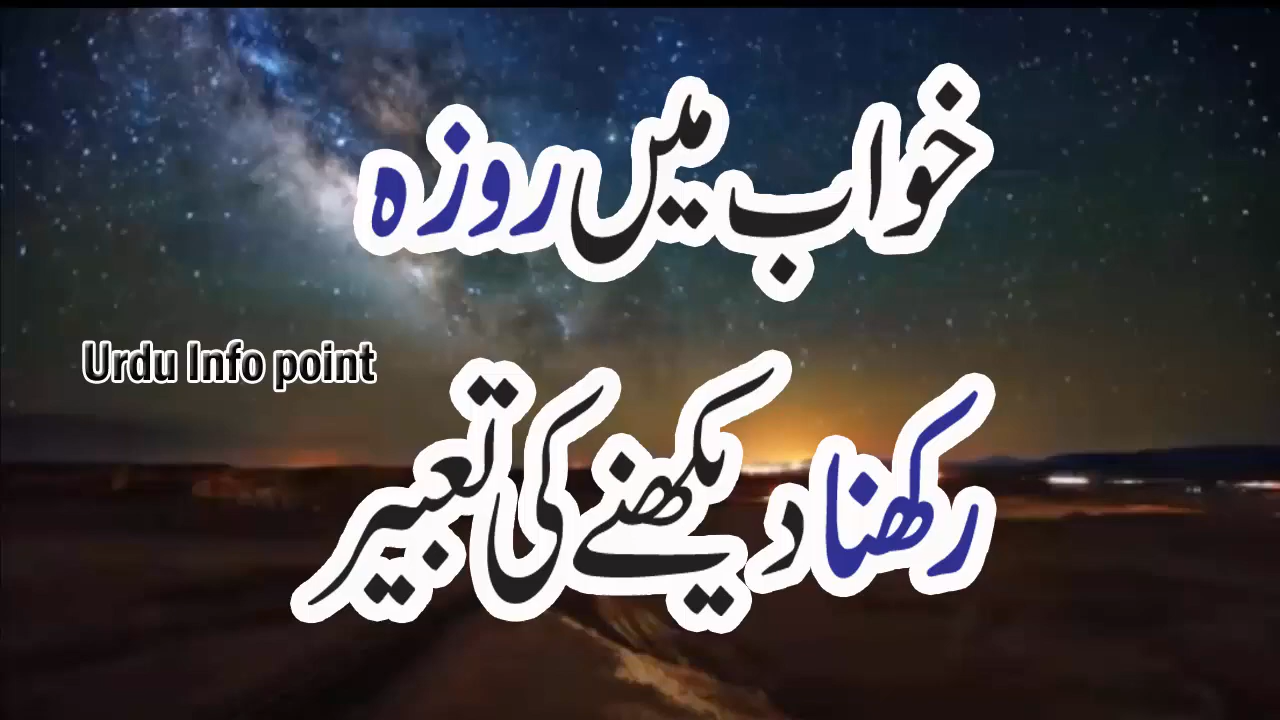 خواب میں روزہ
Urdu Info point
رکھنا دیکھنے کی تعبیر